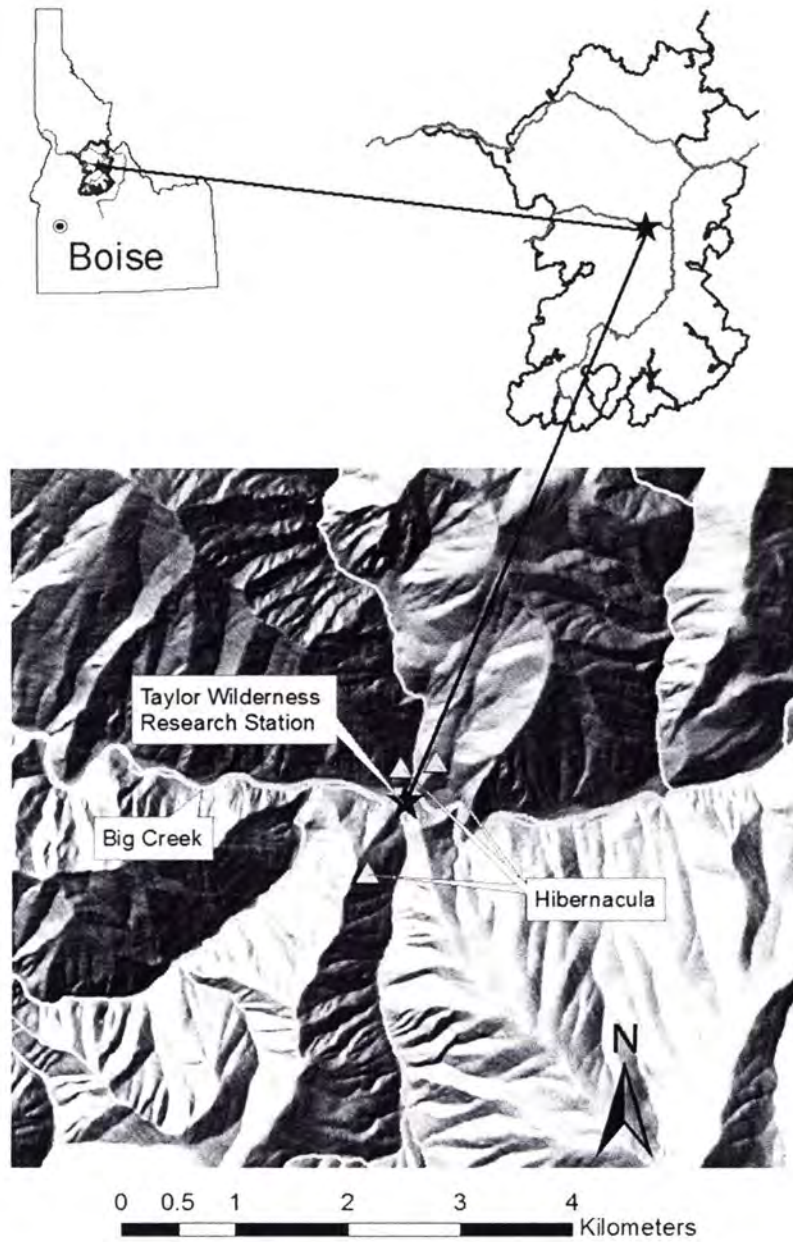 Boise
Taylor Wilderness
Research Station
Big Creek
Hibernacula
N
0 0.5 1 2 3 4
Kilometers